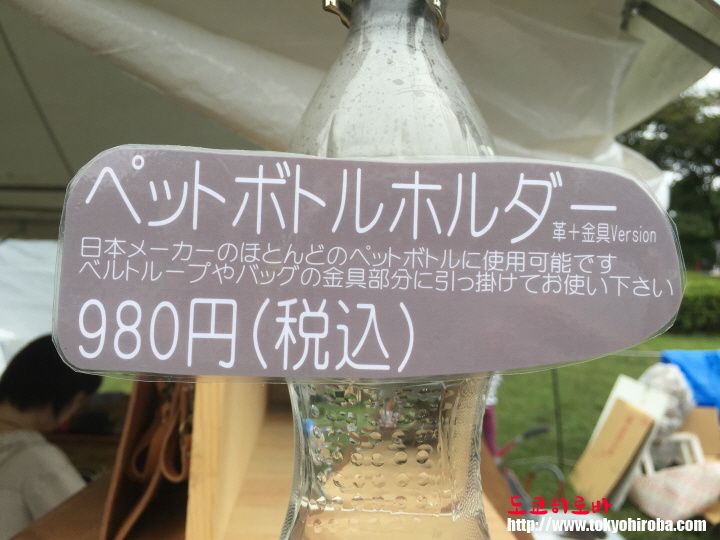 ペットボトルホルダー
革+金具Version
日本メーカーのほとんどのペットボトルに使用可能です
ベルトループやバッグの金具部分に引っ掛けてお使い下さい
980円(税込)
도쿄히로바
http://www.tokyohiroba.com